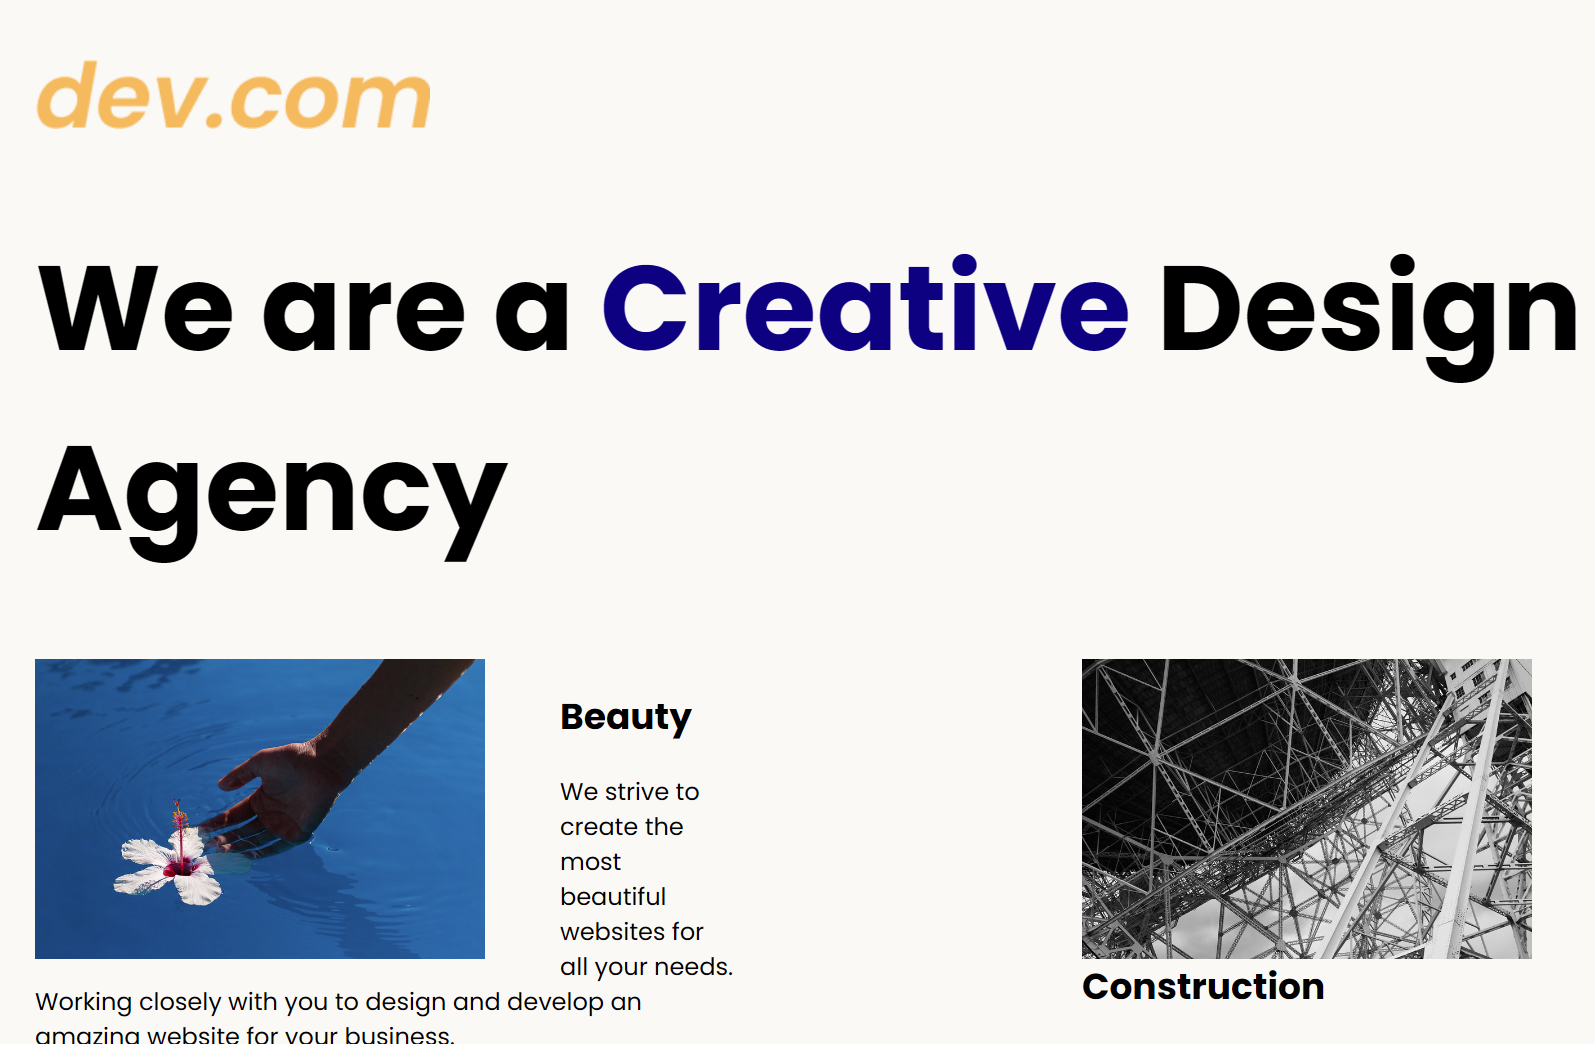 dev.com
We are a Creative Design
Agency
Beauty
We strive to
create the
most
beautiful
websites for
all your needs.
Working closely with you to design and develop an
amazing website for your business.
Construction